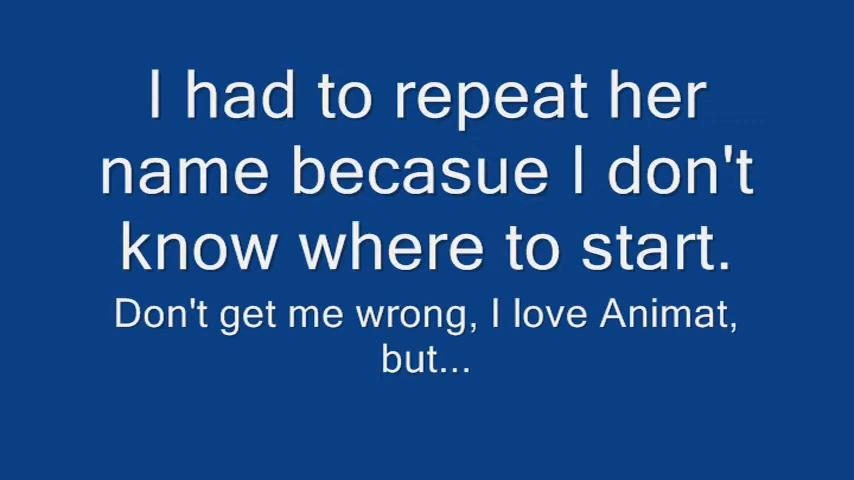 I had to repeat her
name becasue I don't
know where to start.
Don't get me wrong, I love Animat,
but...